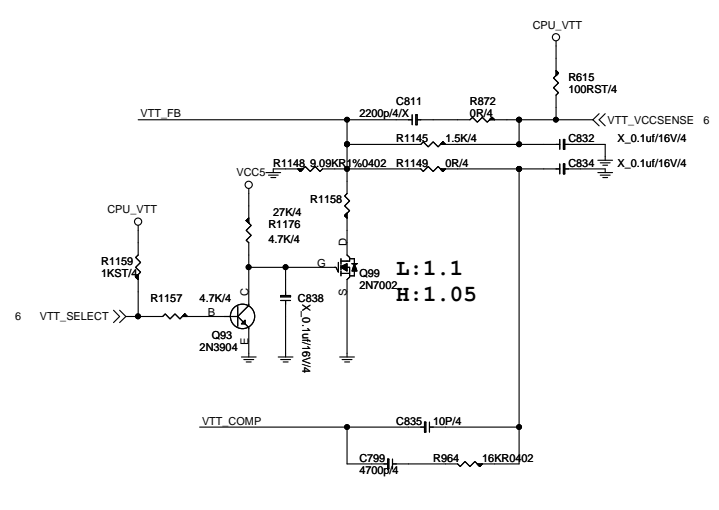 CPU_VTT
R615
100RST/4
C811
2200p/4/X
R872
0R/4
VTT_FB
VTT_VCCSENSE 6
R1145 1.5K/4
C832 X_0.1uf/16V/4
R1148 9.09KR1%0402
R1149 0R/4
C834 X_0.1uf/16V/4
VCC5
R1158
CPU_VTT
27K/4
R1176
4.7K/4
D
R1159
1KST/4
G
Q99
2N7002
S
L:1.1
H:1.05
C
C838
X_0.1uf/16V/4
6 VTT_SELECT
R1157 4.7K/4
B
Q93
2N3904
E
VTT_COMP
C835 10P/4
C799
4700p/4
R964 16KR0402